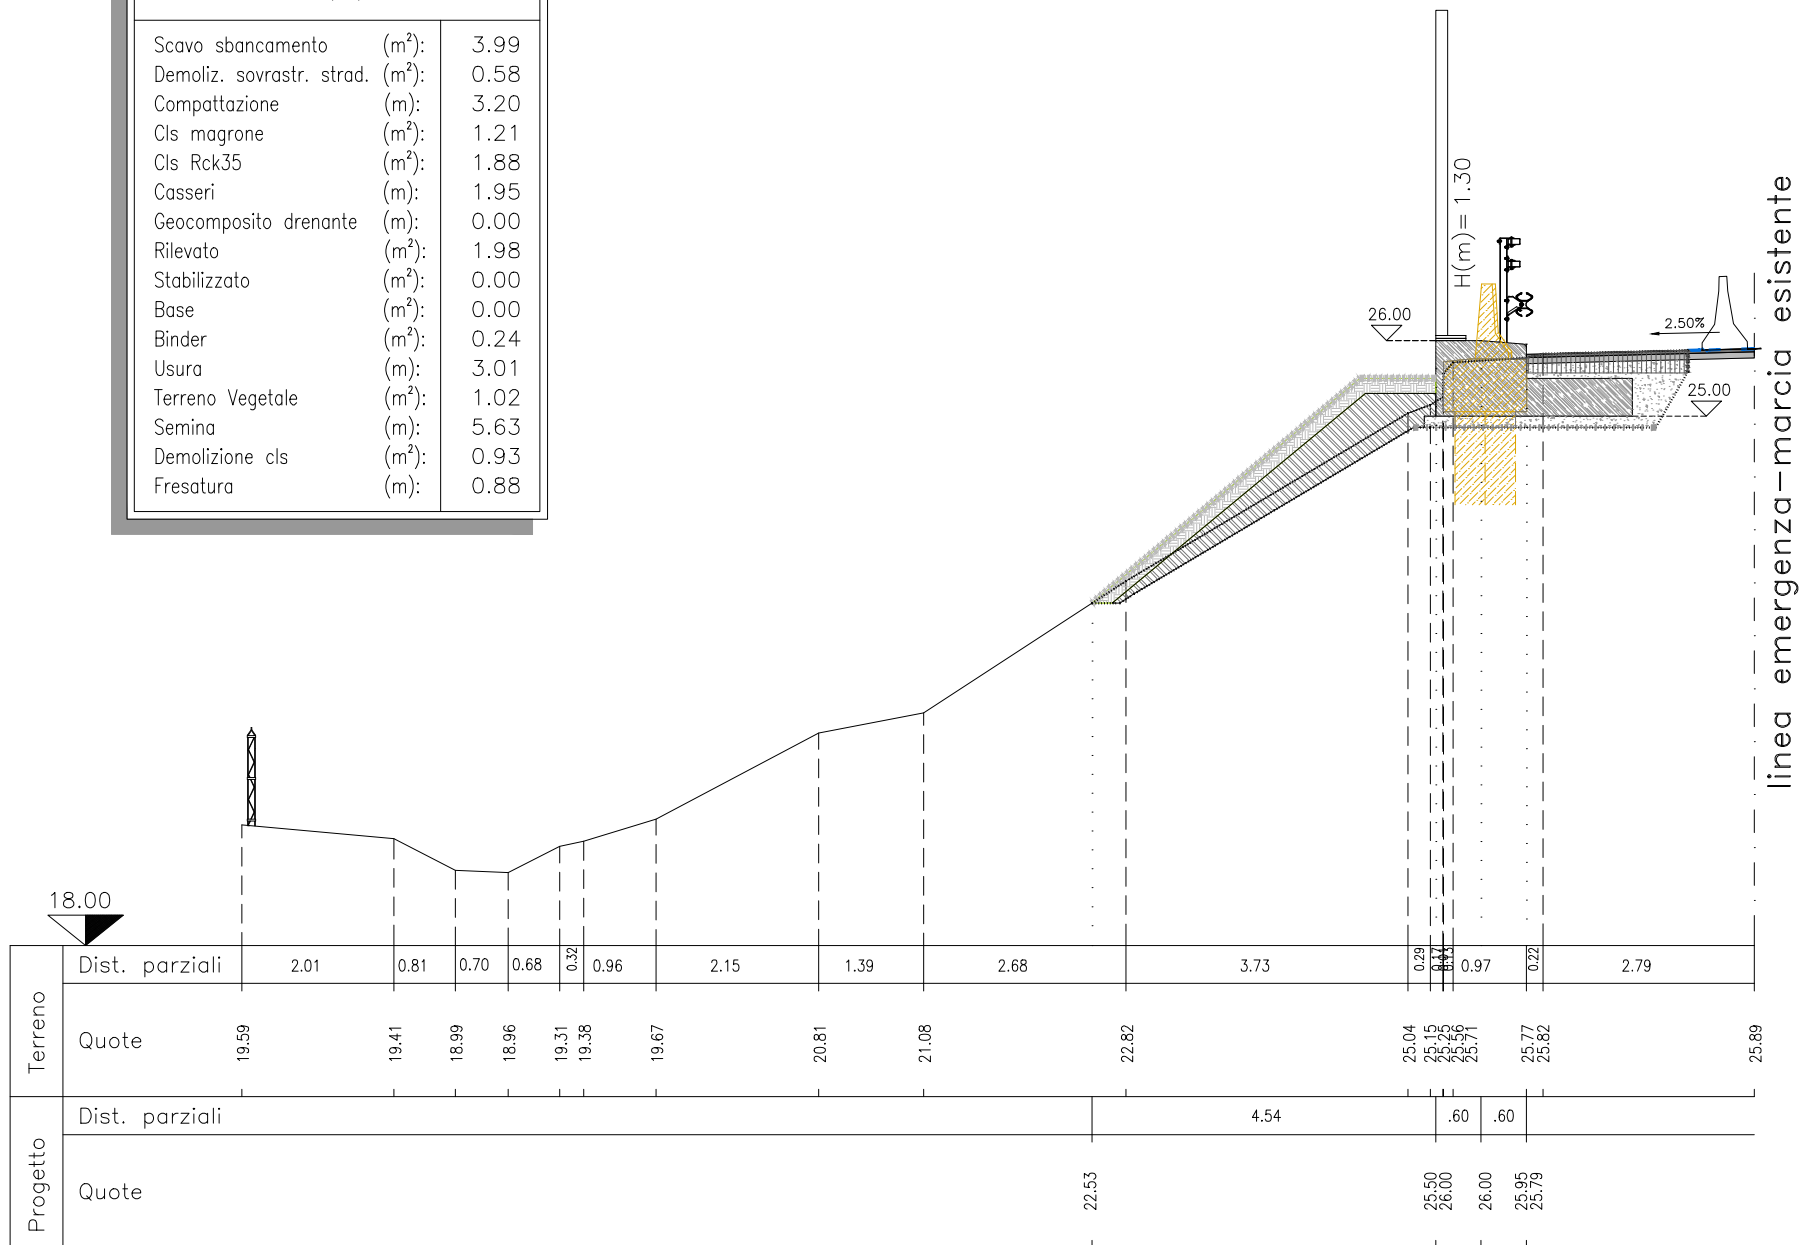 Scavo sbancamento (m²): 3.99
Demoliz. sovrastr. strad. (m²): 0.58
Compattazione (m): 3.20
Cls magrone (m²): 1.21
Cls Rck35 (m²): 1.88
Casseri (m): 1.95
Geocomposito drenante (m): 0.00
Rilevato (m²): 1.98
Stabilizzato (m²): 0.00
Base (m²): 0.00
Binder (m²): 0.24
Usura (m): 3.01
Terreno Vegetale (m²): 1.02
Semina (m): 5.63
Demolizione cls (m²): 0.93
Fresatura (m): 0.88
H(m)= 1.30
26.00
2.50%
25.00
linea emergenza-marcia esistente
18.00
Terreno
Dist. parziali 2.01 0.81 0.70 0.68 0.32 0.96 2.15 1.39 2.68 3.73 0.29 0.97 0.22 2.79
Quote 19.59 19.41 18.99 18.96 19.31 19.38 19.67 20.81 21.08 22.82 25.04 25.15 25.25 25.56 25.71 25.77 25.82 25.89
Progetto
Dist. parziali 4.54 .60 .60
Quote 22.53 25.50 26.00 26.00 25.95 25.79